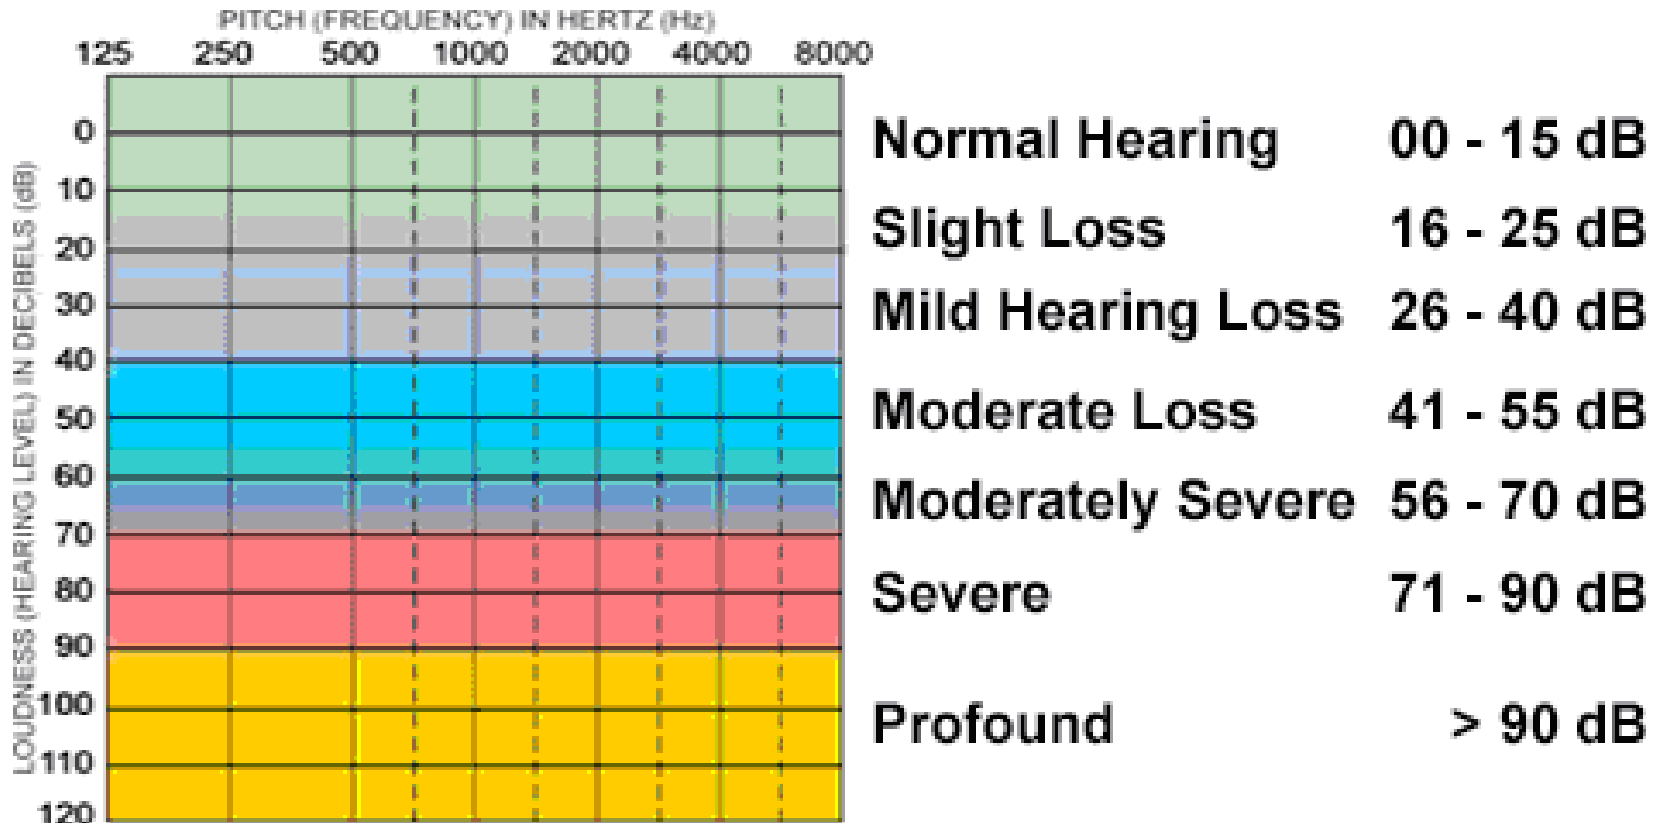 PITCH (FREQUENCY) IN HERTZ (Hz)
125 250 500 1000 2000 4000 8000
LOUDNESS (HEARING LEVEL) IN DECIBELS (dB)
0
10
20
30
40
50
60
70
80
90
100
110
120
Normal Hearing 00 - 15 dB
Slight Loss 16 - 25 dB
Mild Hearing Loss 26 - 40 dB
Moderate Loss 41 - 55 dB
Moderately Severe 56 - 70 dB
Severe 71 - 90 dB
Profound > 90 dB